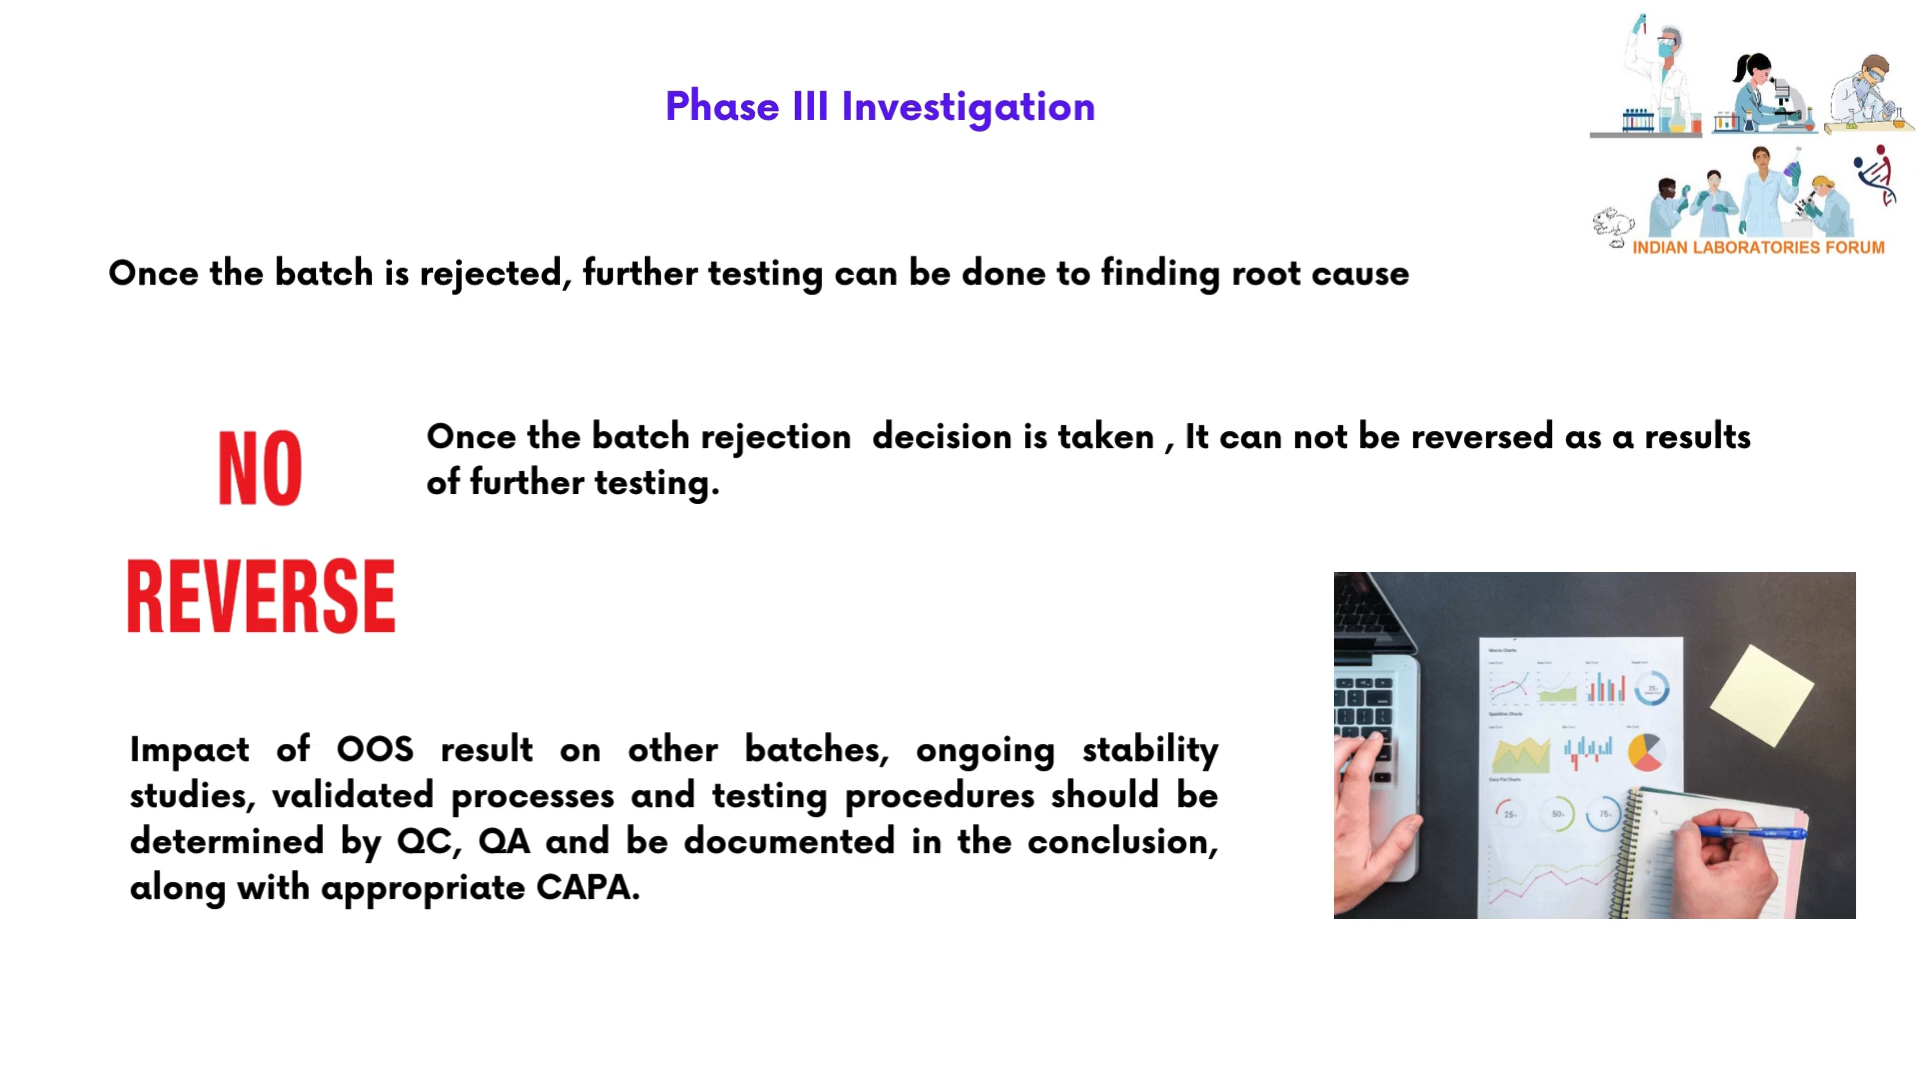 Phase III Investigation
INDIAN LABORATORIES FORUM
Once the batch is rejected, further testing can be done to finding root cause
NO
REVERSE
Once the batch rejection decision is taken , It can not be reversed as a results
of further testing.
Impact of OOS result on other batches, ongoing stability
studies, validated processes and testing procedures should be
determined by QC, QA and be documented in the conclusion,
along with appropriate CAPA.
25%
50%
75%